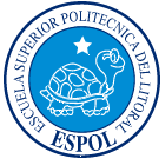 ESCUELA SUPERIOR POLITECNICA DEL LITORAL
ESPOL